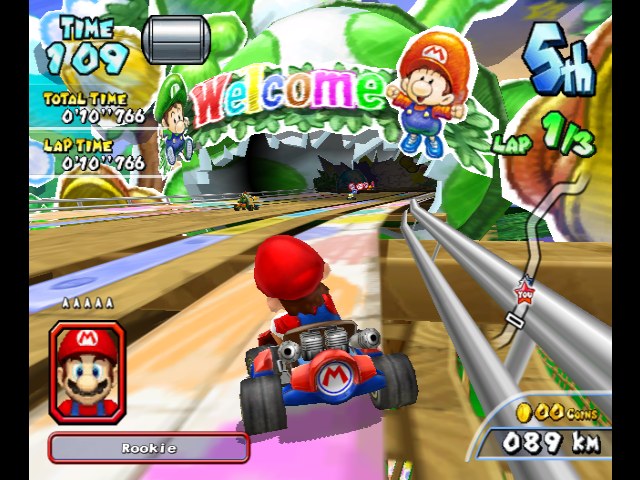 TIME
109
5th
TOTAL TIME
0'10"766
LAP TIME
0'10"766
Welcome
M
LAP 1/3
YOU
M
M
Rookie
00 COINS
089 KM